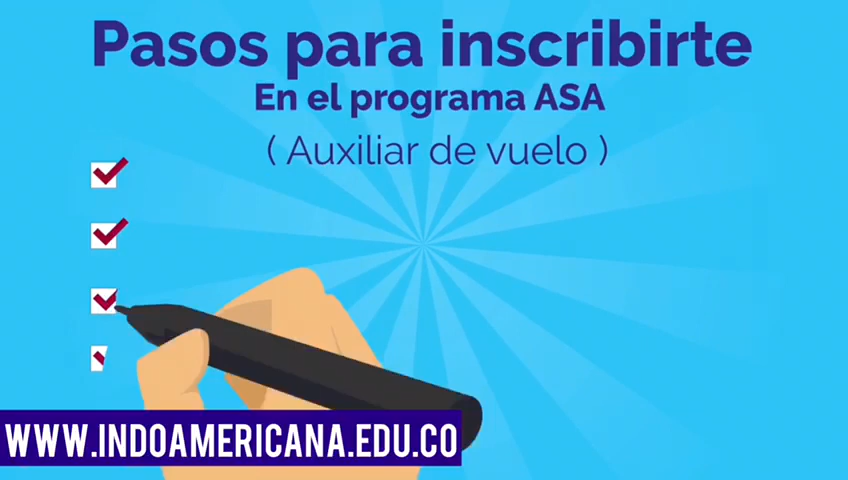 Pasos para inscribirte
En el programa ASA
( Auxiliar de vuelo )
WWW.INDOAMERICANA.EDU.CO